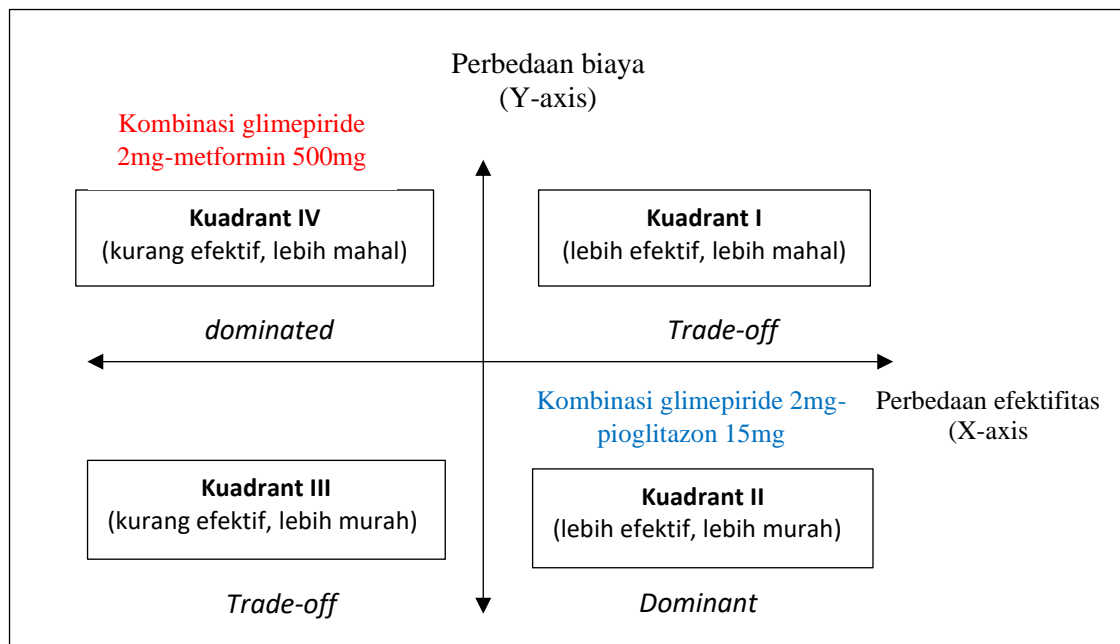 Perbedaan biaya
(Y-axis)
Kombinasi glimepiride
2mg-metformin 500mg
Kuadrant IV
(kurang efektif, lebih mahal)
Kuadrant I
(lebih efektif, lebih mahal)
dominated
Trade-off
Kombinasi glimepiride 2mg-
pioglitazon 15mg
Perbedaan efektifitas
(X-axis
Kuadrant III
(kurang efektif, lebih murah)
Kuadrant II
(lebih efektif, lebih murah)
Trade-off
Dominant